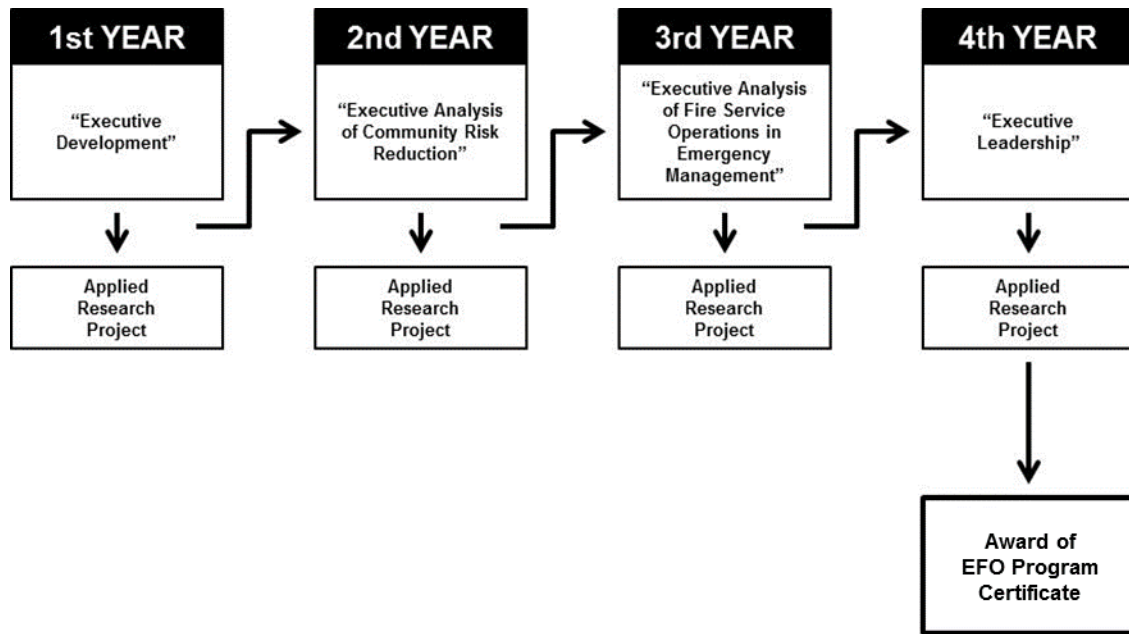 1st YEAR
“Executive
Development”
Applied
Research
Project
2nd YEAR
“Executive Analysis
of Community Risk
Reduction”
Applied
Research
Project
3rd YEAR
“Executive Analysis
of Fire Service
Operations in
Emergency
Management”
Applied
Research
Project
4th YEAR
“Executive
Leadership”
Applied
Research
Project
Award of
EFO Program
Certificate